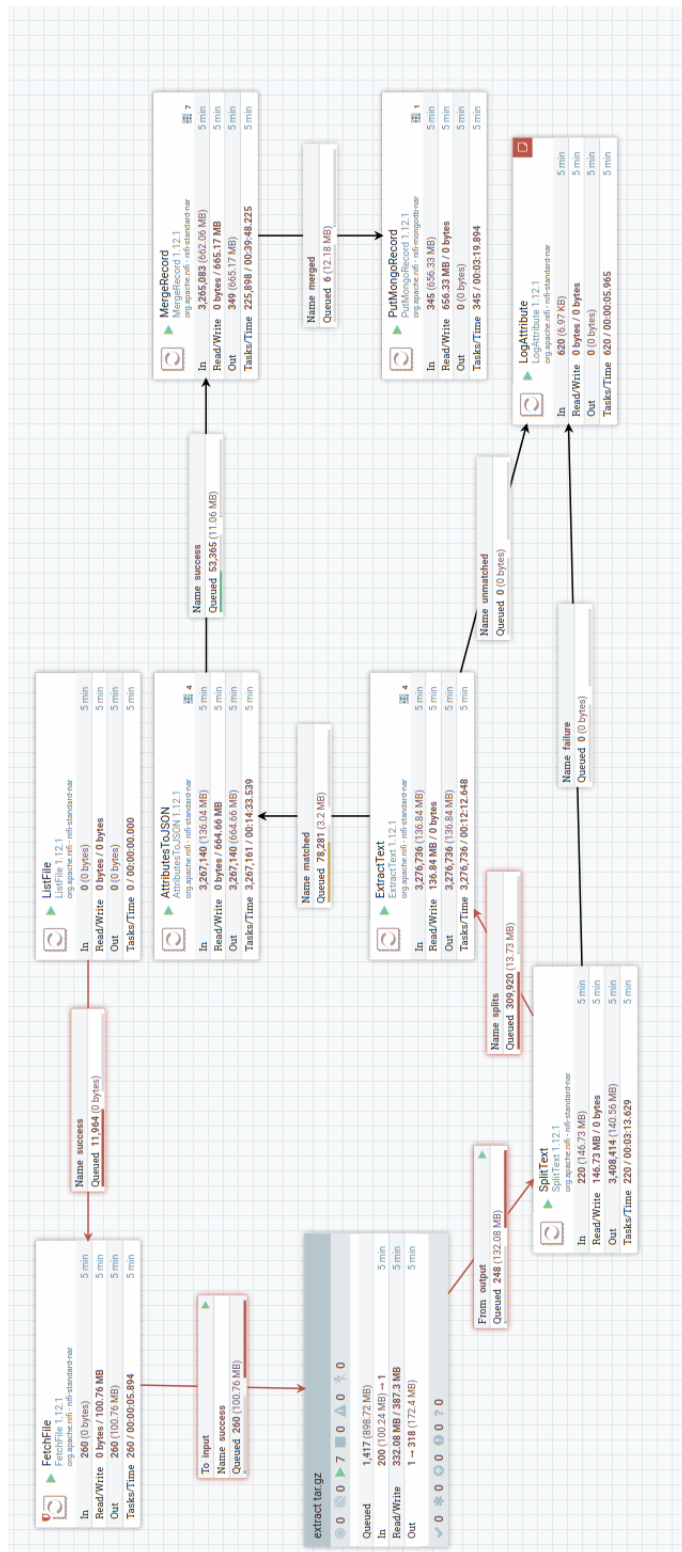 FetchFile
FetchFile 1.12.1
org.apache.nifi - nifi-standard-nar
In 260 (0 bytes) 5 min
Read/Write 0 bytes / 100.76 MB 5 min
Out 260 (100.76 MB) 5 min
Tasks/Time 260 / 00:00:05.894 5 min
Name success
Queued 11,964 (0 bytes)
ListFile
ListFile 1.12.1
org.apache.nifi - nifi-standard-nar
In 0 (0 bytes) 5 min
Read/Write 0 bytes / 0 bytes 5 min
Out 0 (0 bytes) 5 min
Tasks/Time 0 / 00:00:00.000 5 min
To input
Name success
Queued 260 (100.76 MB)
AttributesToJSON
AttributesToJSON 1.12.1
org.apache.nifi - nifi-standard-nar
4
In 3,267,140 (136.04 MB) 5 min
Read/Write 0 bytes / 664.66 MB 5 min
Out 3,267,140 (664.66 MB) 5 min
Tasks/Time 3,267,161 / 00:14:33.539 5 min
Name success
Queued 53,365 (11.06 MB)
MergeRecord
MergeRecord 1.12.1
org.apache.nifi - nifi-standard-nar
7
In 3,265,083 (662.06 MB) 5 min
Read/Write 0 bytes / 665.17 MB 5 min
Out 349 (665.17 MB) 5 min
Tasks/Time 225,898 / 00:39:48.225 5 min
extract tar.gz
0 0 7 0 0 0
Queued 1,417 (898.72 MB)
In 200 (100.24 MB) → 1 5 min
Read/Write 332.08 MB / 387.3 MB 5 min
Out 1 → 318 (172.4 MB) 5 min
0 0 0 0 ? 0
Name matched
Queued 78,281 (3.2 MB)
Name merged
Queued 6 (12.18 MB)
ExtractText
ExtractText 1.12.1
org.apache.nifi - nifi-standard-nar
4
In 3,276,736 (136.84 MB) 5 min
Read/Write 136.84 MB / 0 bytes 5 min
Out 3,276,736 (136.84 MB) 5 min
Tasks/Time 3,276,736 / 00:12:12.648 5 min
PutMongoRecord
PutMongoRecord 1.12.1
org.apache.nifi - nifi-mongodb-nar
1
In 345 (656.33 MB) 5 min
Read/Write 656.33 MB / 0 bytes 5 min
Out 0 (0 bytes) 5 min
Tasks/Time 345 / 00:03:19.894 5 min
From output
Queued 248 (132.08 MB)
Name splits
Queued 309,920 (13.73 MB)
Name unmatched
Queued 0 (0 bytes)
SplitText
SplitText 1.12.1
org.apache.nifi - nifi-standard-nar
In 220 (146.73 MB) 5 min
Read/Write 146.73 MB / 0 bytes 5 min
Out 3,408,414 (140.56 MB) 5 min
Tasks/Time 220 / 00:03:13.629 5 min
Name failure
Queued 0 (0 bytes)
LogAttribute
LogAttribute 1.12.1
org.apache.nifi - nifi-standard-nar
In 620 (6.97 KB) 5 min
Read/Write 0 bytes / 0 bytes 5 min
Out 0 (0 bytes) 5 min
Tasks/Time 620 / 00:00:05.965 5 min